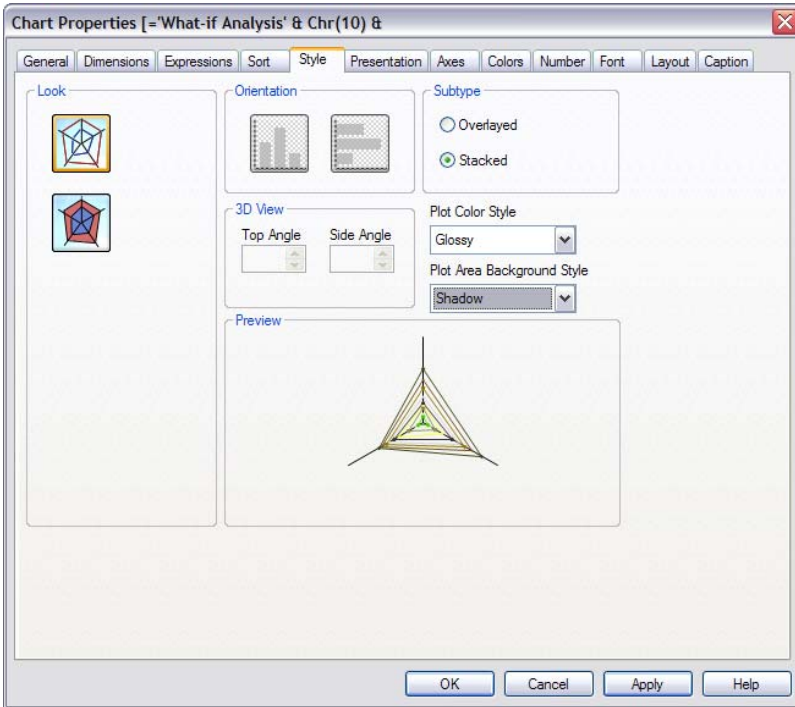 Chart Properties [='What-if Analysis' & Chr(10) &
General Dimensions Expressions Sort Style Presentation Axes Colors Number Font Layout Caption
Look
Orientation
Subtype
Overlayed
Stacked
3D View
Top Angle Side Angle
Plot Color Style
Glossy
Plot Area Background Style
Shadow
Preview
OK Cancel Apply Help